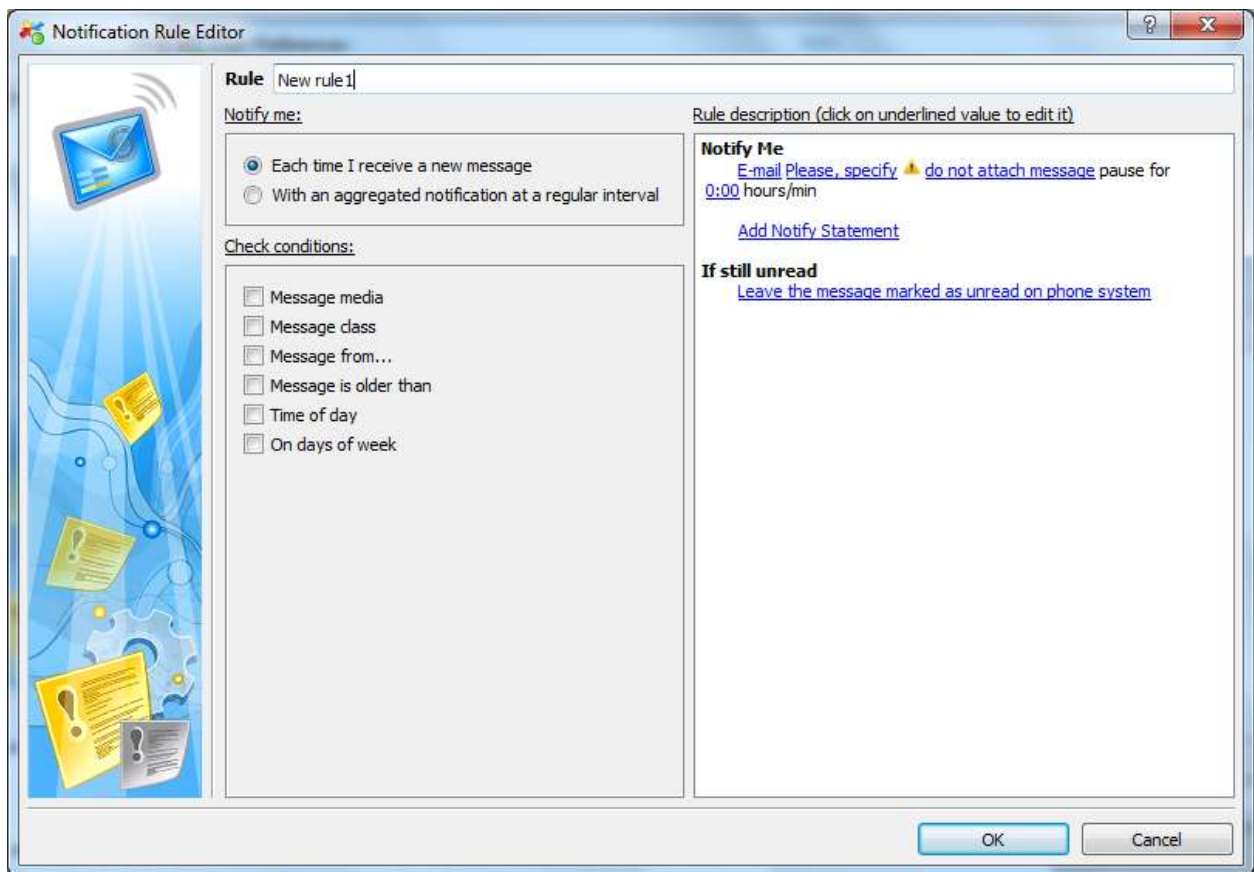 Notification Rule Editor
Rule New rule1
Notify me:
Each time I receive a new message
With an aggregated notification at a regular interval
Check conditions:
Message media
Message class
Message from...
Message is older than
Time of day
On days of week
Rule description (click on underlined value to edit it)
Notify Me
E-mail Please, specify do not attach message pause for
0:00 hours/min
Add Notify Statement
If still unread
Leave the message marked as unread on phone system
OK Cancel